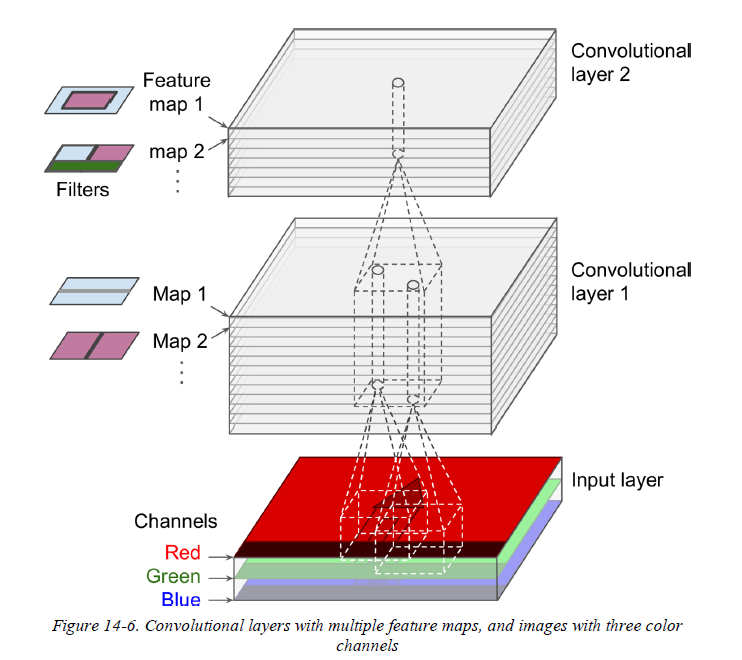 Convolutional
layer 2
Feature
map 1
map 2
Filters
Convolutional
layer 1
Map 1
Map 2
Input layer
Channels
Red
Green
Blue
Figure 14-6. Convolutional layers with multiple feature maps, and images with three color
channels